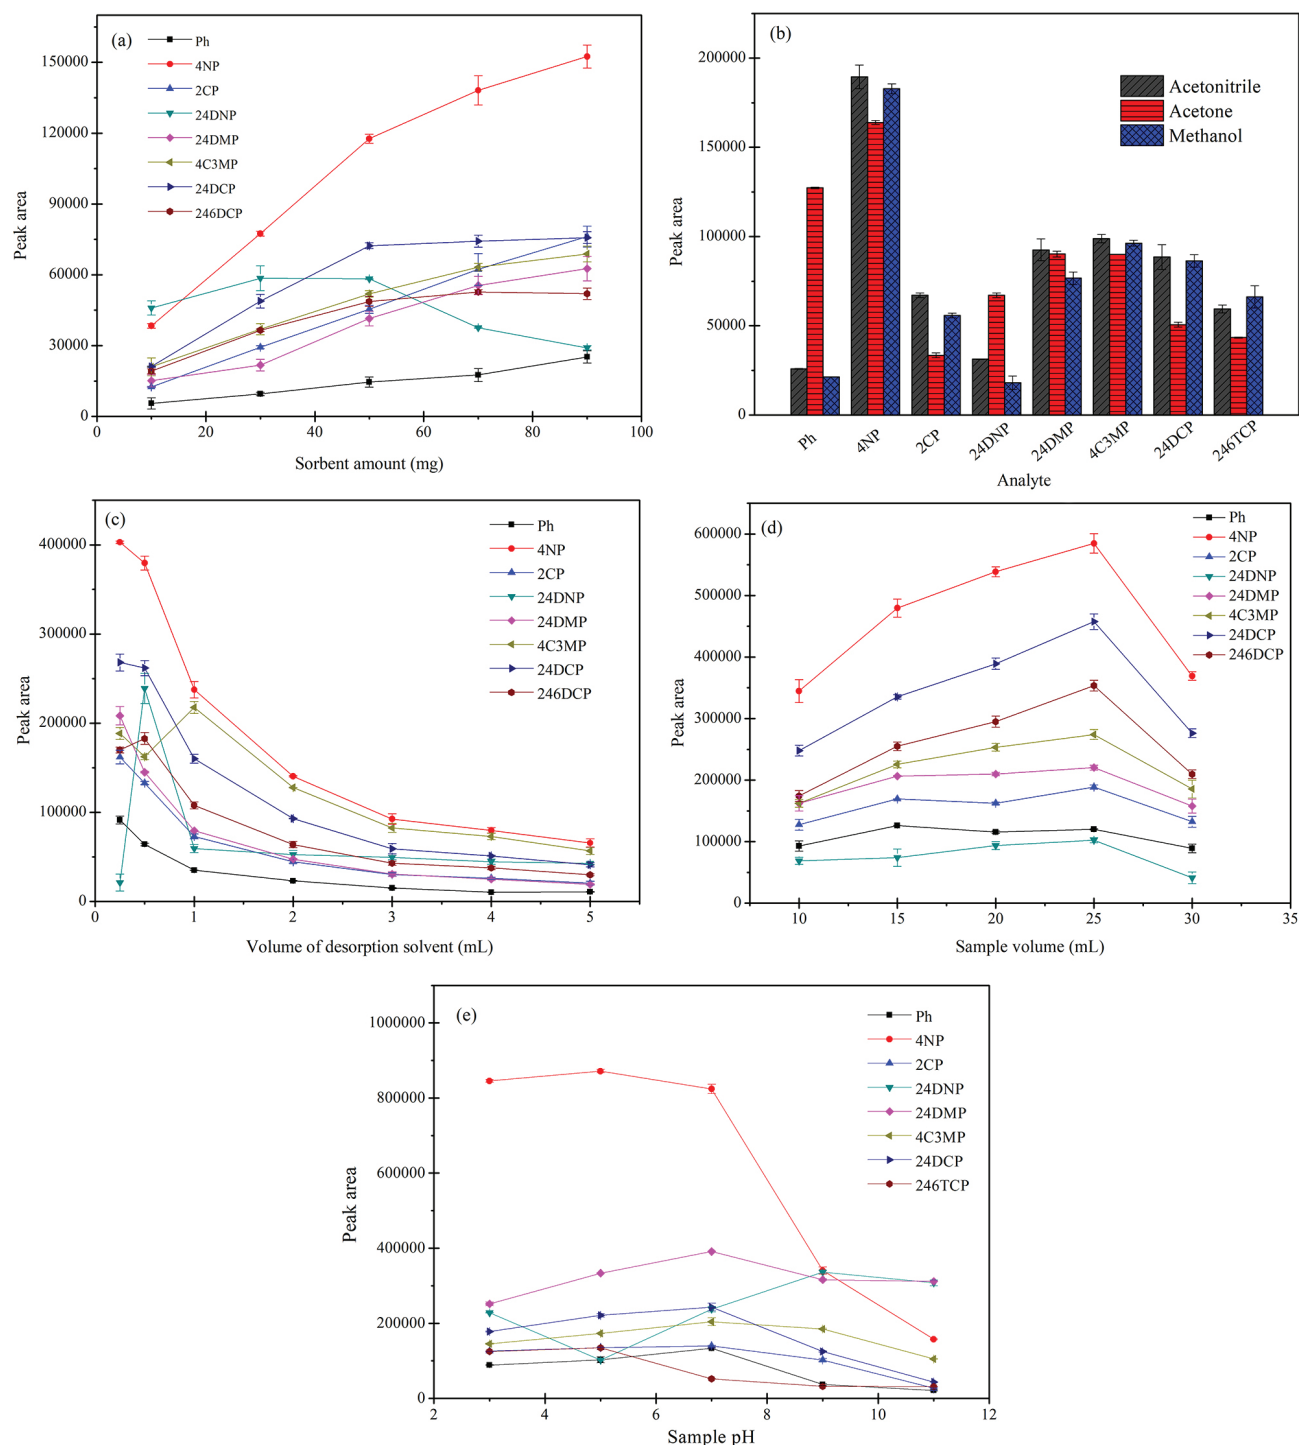 (a)
Ph
4NP
2CP
24DNP
24DMP
4C3MP
24DCP
246DCP
150000
120000
90000
60000
30000
0
Peak area
0 20 40 60 80 100
Sorbent amount (mg)
(b)
Acetonitrile
Acetone
Methanol
200000
150000
100000
50000
0
Peak area
Ph 4NP 2CP 24DNP 24DMP 4C3MP 24DCP 246TCP
Analyte
(c)
Ph
4NP
2CP
24DNP
24DMP
4C3MP
24DCP
246DCP
400000
300000
200000
100000
0
Peak area
0 1 2 3 4 5
Volume of desorption solvent (mL)
(d)
Ph
4NP
2CP
24DNP
24DMP
4C3MP
24DCP
246DCP
600000
500000
400000
300000
200000
100000
0
Peak area
10 15 20 25 30 35
Sample volume (mL)
(e)
Ph
4NP
2CP
24DNP
24DMP
4C3MP
24DCP
246TCP
1000000
800000
600000
400000
200000
0
Peak area
2 4 6 8 10 12
Sample pH